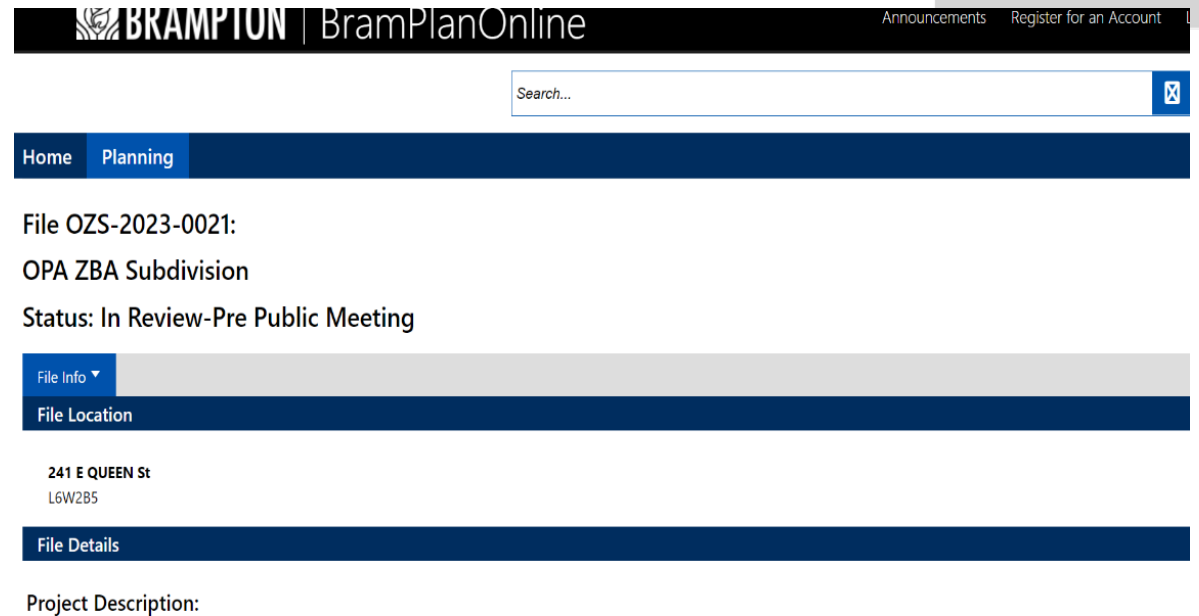 BRAMPTON | BramPlanOnline
Announcements Register for an Account
Search...
Home Planning
File OZS-2023-0021:
OPA ZBA Subdivision
Status: In Review-Pre Public Meeting
File Info
File Location
241 E QUEEN St
L6W2B5
File Details
Project Description: